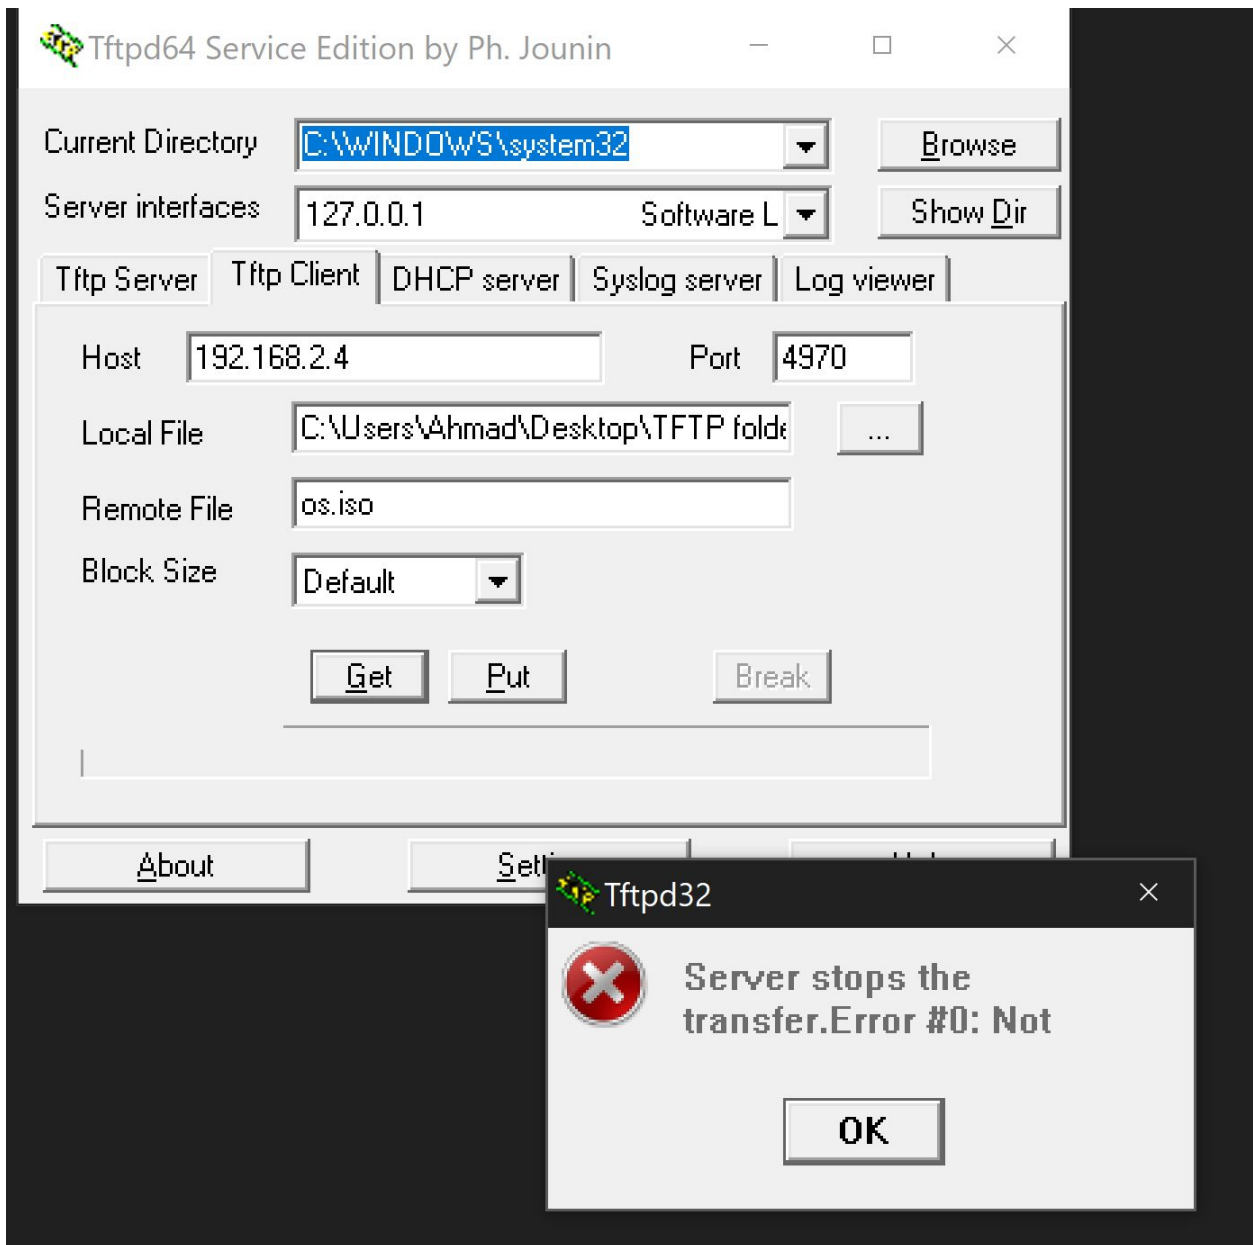 Tftpd64 Service Edition by Ph. Jounin
Current Directory C:\WINDOWS\system32 Browse
Server interfaces 127.0.0.1 Software L Show Dir
Tftp Server Tftp Client DHCP server Syslog server Log viewer
Host 192.168.2.4 Port 4970
Local File C:\Users\Ahmad\Desktop\TFTP folde ...
Remote File os.iso
Block Size Default
Get Put Break
About
Tftpd32
Server stops the
transfer.Error #0: Not
OK